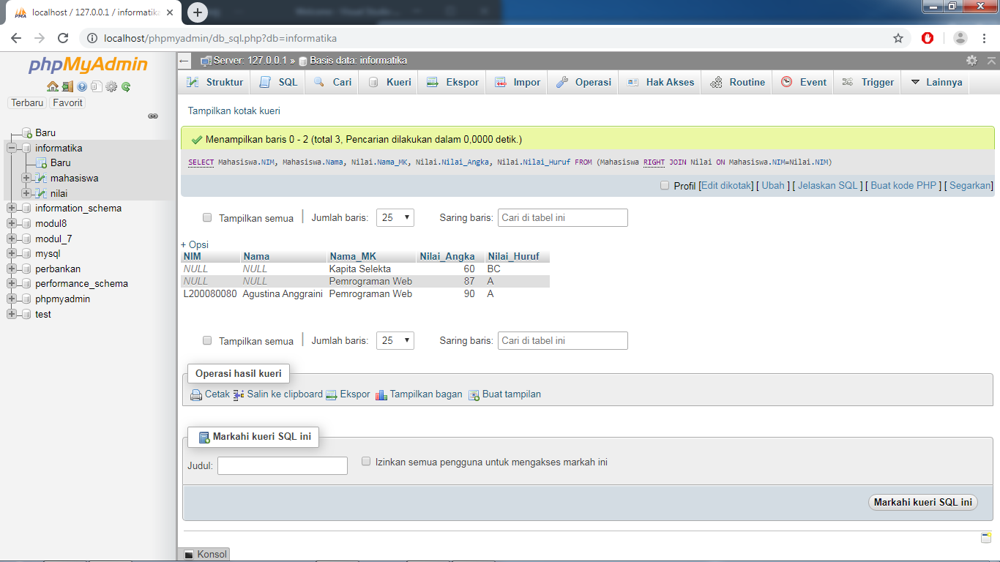 localhost / 127.0.0.1 / informatika
localhost/phpmyadmin/db_sql.php?db=informatika
phpMyAdmin
Terbaru Favorit
Baru
informatika
Baru
mahasiswa
nilai
information_schema
modul8
modul_7
mysql
perbankan
performance_schema
phpmyadmin
test
Server: 127.0.0.1 » Basis data: informatika
Struktur SQL Cari Kueri Ekspor Impor Operasi Hak Akses Routine Event Trigger Lainnya
Tampilkan kotak kueri
Menampilkan baris 0 - 2 (total 3, Pencarian dilakukan dalam 0,0000 detik.)
SELECT Mahasiswa.NIM, Mahasiswa.Nama, Nilai.Nama_MK, Nilai.Nilai_Angka, Nilai.Nilai_Huruf FROM (Mahasiswa RIGHT JOIN Nilai ON Mahasiswa.NIM=Nilai.NIM)
Profil [Edit dikotak] [ Ubah ] [ Jelaskan SQL ] [ Buat kode PHP ] [ Segarkan]
Tampilkan semua | Jumlah baris: 25 Saring baris: Cari di tabel ini
+ Opsi
NIM Nama Nama_MK Nilai_Angka Nilai_Huruf
NULL NULL Kapita Selekta 60 BC
NULL NULL Pemrograman Web 87 A
L200080080 Agustina Anggraini Pemrograman Web 90 A
Tampilkan semua | Jumlah baris: 25 Saring baris: Cari di tabel ini
Operasi hasil kueri
Cetak Salin ke clipboard Ekspor Tampilkan bagan Buat tampilan
Markahi kueri SQL ini
Judul: Izinkan semua pengguna untuk mengakses markah ini
Markahi kueri SQL ini
Konsol